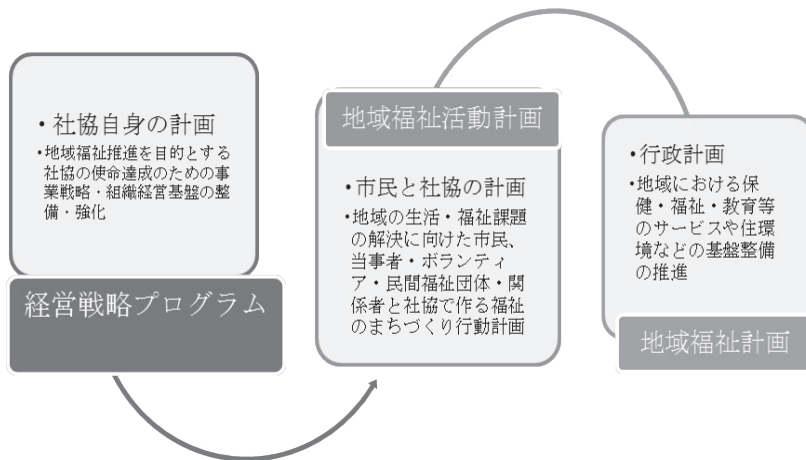 ・社協自身の計画
・地域福祉推進を目的とする
社協の使命達成のための事
業戦略・組織経営基盤の整
備・強化
経営戦略プログラム
地域福祉活動計画
・市民と社協の計画
・地域の生活・福祉課題
の解決に向けた市民、
当事者・ボランティ
ア・民間福祉団体・関
係者と社協で作る福祉
のまちづくり行動計画
・行政計画
・地域における保
健・福祉・教育等
のサービスや住環
境などの基盤整備
の推進
地域福祉計画